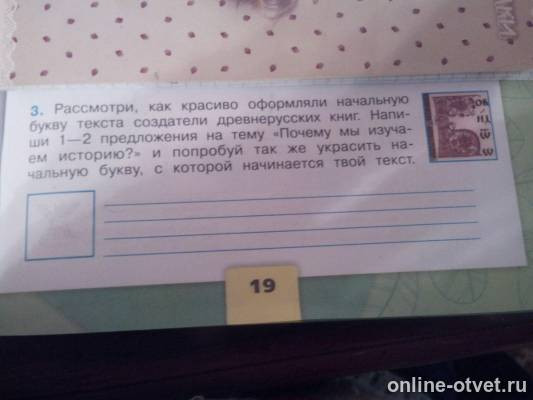 3. Рассмотри, как красиво оформляли начальную
букву текста создатели древнерусских книг. Напи-
ши 1—2 предложения на тему «Почему мы изуча-
ем историю?» и попробуй так же украсить на-
чальную букву, с которой начинается твой текст.
19
online-otvet.ru